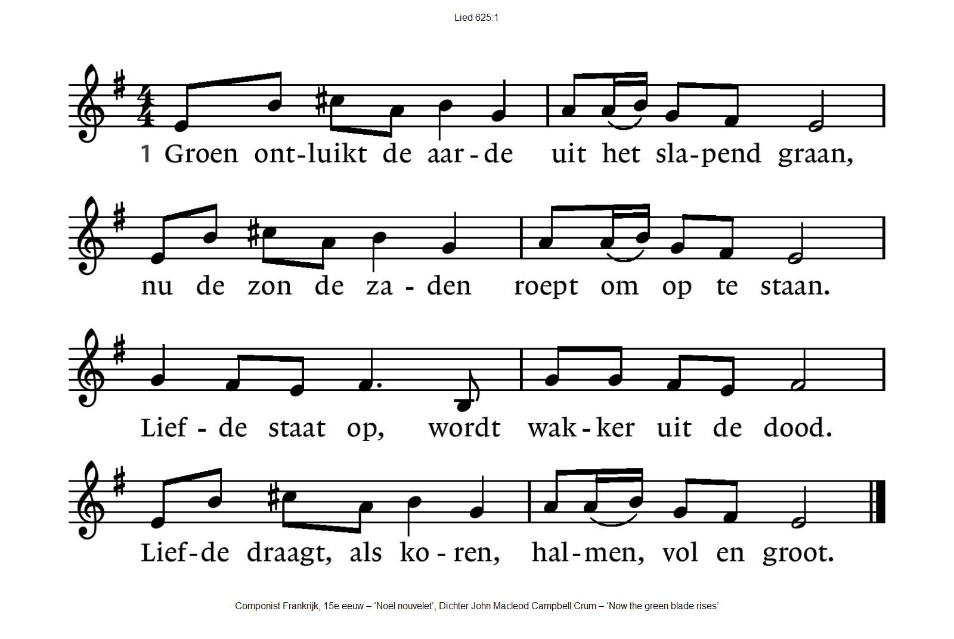 Lied 625:1
1 Groen ont-luikt de aar-de uit het sla-pend graan,
nu de zon de za - den roept om op te staan.
Lief - de staat op, wordt wak-ker uit de dood.
Lief-de draagt, als ko - ren, hal-men, vol en groot.
Componist Frankrijk, 15e eeuw – ‘Noël nouvelet’, Dichter John Macleod Campbell Crum – ‘Now the green blade rises’